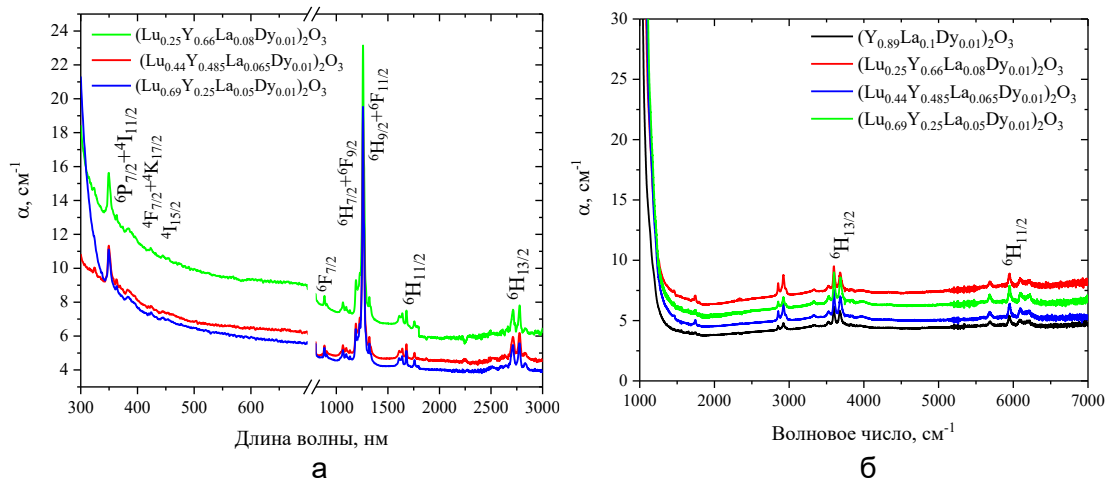 (Lu0.25Y0.66La0.08Dy0.01)2O3
(Lu0.44Y0.485La0.065Dy0.01)2O3
(Lu0.69Y0.25La0.05Dy0.01)2O3
6P7/2+4I11/2
4F7/2+4K17/2
4I15/2
6F7/2
6H7/2+6F9/2
6H9/2+6F11/2
6H11/2
6H13/2
α, см-1
24
22
20
18
16
14
12
10
8
6
4
300 400 500 600 1000 1500 2000 2500 3000
Длина волны, нм
а
(Y0.89La0.1Dy0.01)2O3
(Lu0.25Y0.66La0.08Dy0.01)2O3
(Lu0.44Y0.485La0.065Dy0.01)2O3
(Lu0.69Y0.25La0.05Dy0.01)2O3
6H13/2
6H11/2
α, см-1
30
25
20
15
10
5
0
1000 2000 3000 4000 5000 6000 7000
Волновое число, см-1
б